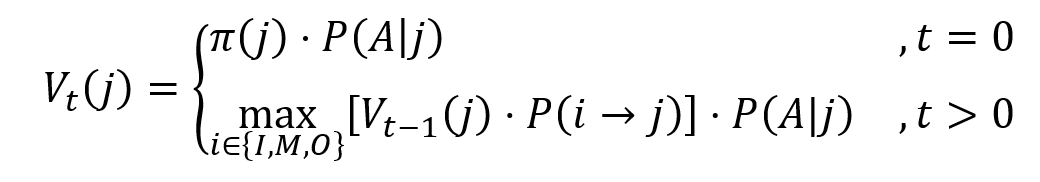 π(j) · P(A|j) , t = 0
V_t(j) = {
max_{i∈{I,M,O}} [V_{t−1}(j) · P(i → j)] · P(A|j) , t > 0